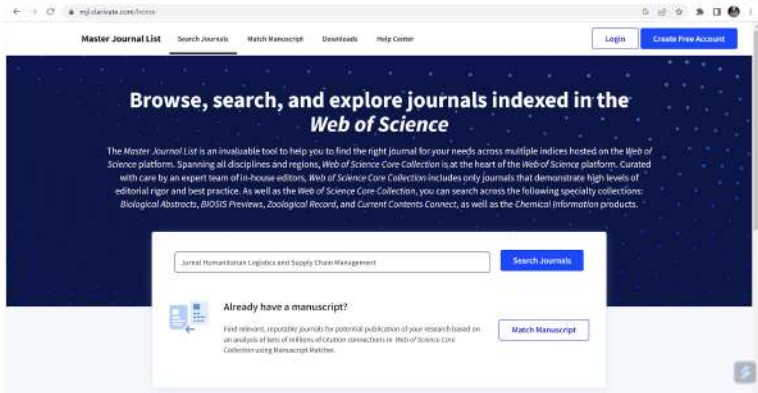 mjl.clarivate.com/home
Master Journal List Search Journals Match Manuscript Downloads Help Center Login Create Free Account
Browse, search, and explore journals indexed in the
Web of Science
The Master Journal List is an invaluable tool to help you to find the right journal for your needs across multiple indices hosted on the Web of
Science platform. Spanning all disciplines and regions, Web of Science Core Collection is at the heart of the Web of Science platform. Curated
with care by an expert team of in-house editors, Web of Science Core Collection includes only journals that demonstrate high levels of
editorial rigor and best practice. As well as the Web of Science Core Collection, you can search across the following specialty collections:
Biological Abstracts, BIOSIS Previews, Zoological Record, and Current Contents Connect, as well as the Chemical Information products.
Jurnal Humanitarian Logistics and Supply Chain Management Search Journals
Already have a manuscript?
Find relevant, reputable journals for potential publication of your research based on
an analysis of tens of millions of citation connections in Web of Science Core
Collection using Manuscript Matcher.
Match Manuscript